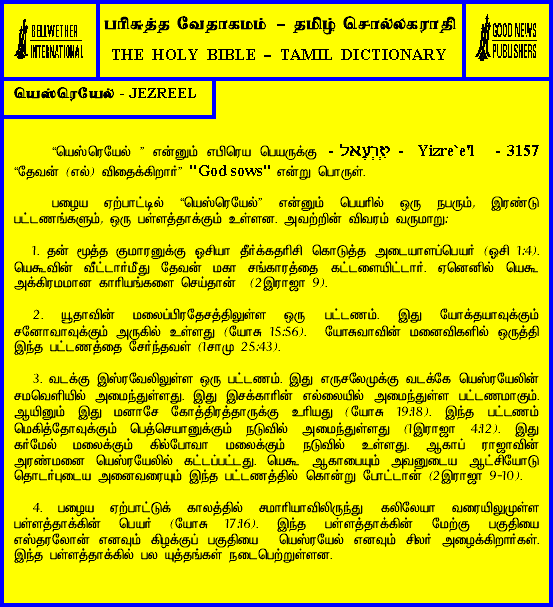 BELLWETHER
INTERNATIONAL
பரிசுத்த வேதாகமம் – தமிழ் சொல்லகராதி
THE HOLY BIBLE – TAMIL DICTIONARY
GOOD NEWS
PUBLISHERS
யெஸ்ரெயேல் - JEZREEL
“யெஸ்ரெயேல் ” என்னும் எபிரெய பெயருக்கு - יִזְרְעֶאל - Yizre`e'l - 3157
“தேவன் (எல்) விதைக்கிறார்” "God sows" என்று பொருள்.
பழைய ஏற்பாட்டில் “யெஸ்ரெயேல்” என்னும் பெயரில் ஒரு நபரும், இரண்டு
பட்டணங்களும், ஒரு பள்ளத்தாக்கும் உள்ளன. அவற்றின் விவரம் வருமாறு;
1. தன் மூத்த குமாரனுக்கு ஓசியா தீர்க்கதரிசி கொடுத்த அடையாளப்பெயர் (ஓசி 1:4).
யெகூவின் வீட்டார்மீது தேவன் மகா சங்காரத்தை கட்டளையிட்டார். ஏனெனில் யெகூ
அக்கிரமமான காரியங்களை செய்தான் (2இராஜா 9).
2. யூதாவின் மலைப்பிரதேசத்திலுள்ள ஒரு பட்டணம். இது யோக்தயாவுக்கும்
சனோவாவுக்கும் அருகில் உள்ளது (யோசு 15:56). யோசுவாவின் மனைவிகளில் ஒருத்தி
இந்த பட்டணத்தை சேர்ந்தவள் (1சாமு 25:43).
3. வடக்கு இஸ்ரவேலிலுள்ள ஒரு பட்டணம். இது எருசலேமுக்கு வடக்கே யெஸ்ரயேலின்
சமவெளியில் அமைந்துள்ளது. இது இசக்காரின் எல்லையில் அமைந்துள்ள பட்டணமாகும்.
ஆயினும் இது மனாசே கோத்திரத்தாருக்கு உரியது (யோசு 19:18). இந்த பட்டணம்
மெகித்தோவுக்கும் பெத்செயானுக்கும் நடுவில் அமைந்துள்ளது (1இராஜா 4:12). இது
கர்மேல் மலைக்கும் கில்போவா மலைக்கும் நடுவில் உள்ளது. ஆகாப் ராஜாவின்
அரண்மனை யெஸ்ரயேலில் கட்டப்பட்டது. யெகூ ஆகாபையும் அவனுடைய ஆட்சியோடு
தொடர்புடைய அனைவரையும் இந்த பட்டணத்தில் கொன்று போட்டான் (2இராஜா 9-10).
4. பழைய ஏற்பாட்டுக் காலத்தில் சமாரியாவிலிருந்து கலிலேயா வரையிலுமுள்ள
பள்ளத்தாக்கின் பெயர் (யோசு 17:16). இந்த பள்ளத்தாக்கின் மேற்கு பகுதியை
எஸ்தரலோன் எனவும் கிழக்குப் பகுதியை யெஸ்ரயேல் எனவும் சிலர் அழைக்கிறார்கள்.
இந்த பள்ளத்தாக்கில் பல யுத்தங்கள் நடைபெற்றுள்ளன.